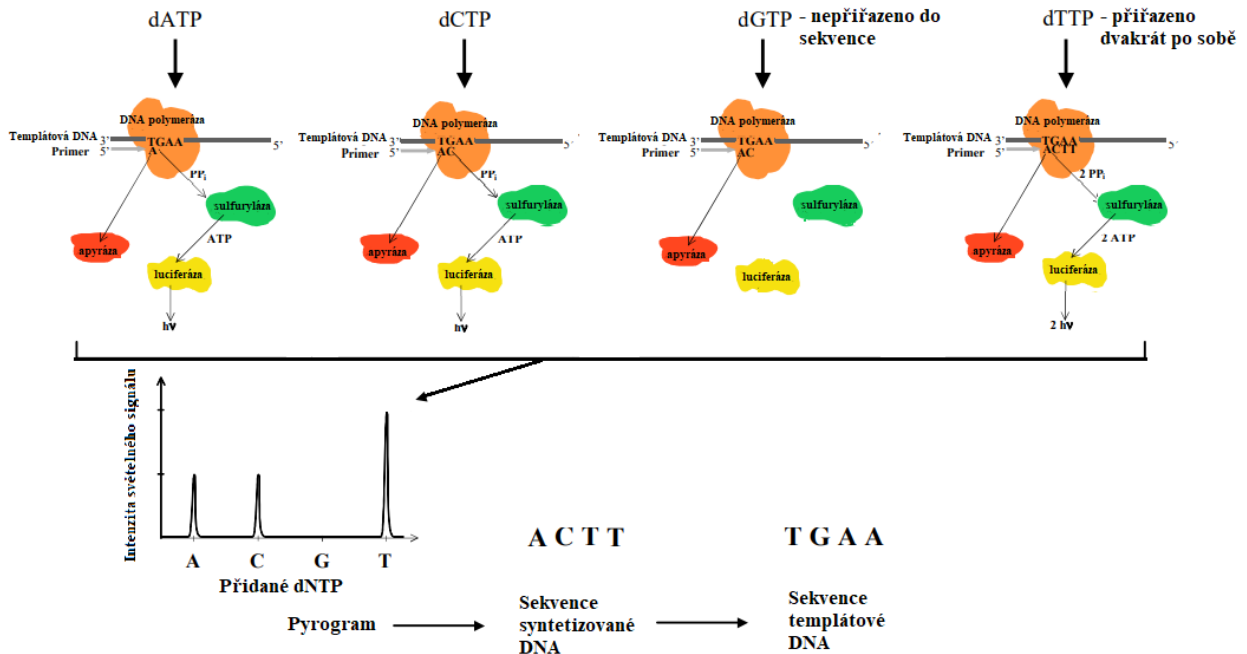 dATP
dCTP
dGTP - nepřiřazeno do
sekvence
dTTP - přiřazeno
dvakrát po sobě
DNA polymeráza
Templátová DNA 3’ TGAA
5’ A 5’
Primer
PPi
sulfuryláza
ATP
apyráza
luciferáza
hν
DNA polymeráza
Templátová DNA 3’ TGAA
5’ AC 5’
Primer
PPi
sulfuryláza
ATP
apyráza
luciferáza
hν
DNA polymeráza
Templátová DNA 3’ TGAA
5’ AC 5’
Primer
sulfuryláza
apyráza
luciferáza
DNA polymeráza
Templátová DNA 3’ TGAA
5’ ACTT 5’
Primer
2 PPi
sulfuryláza
2 ATP
apyráza
luciferáza
2 hν
Intenzita světelného signálu
A C G T
Přidané dNTP
A C T T
T G A A
Pyrogram
Sekvence
syntetizované
DNA
Sekvence
templátové
DNA